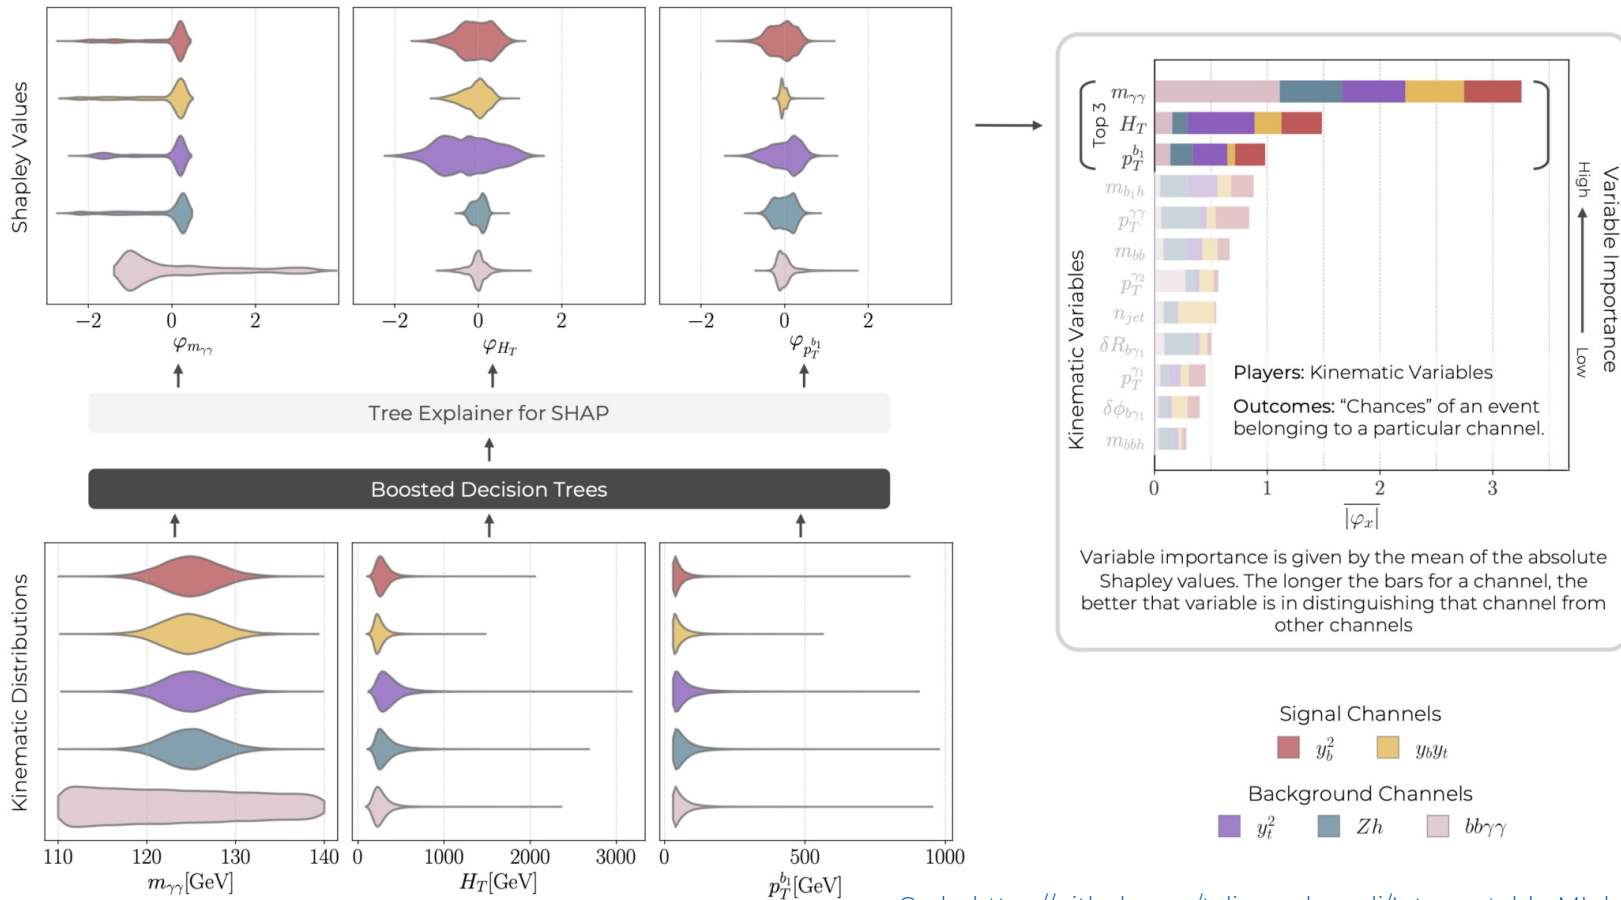 Shapley Values
−2 0 2
φ_{m_{γγ}}
−2 0 2
φ_{H_T}
−2 0 2
φ_{p_T^{b_1}}
Tree Explainer for SHAP
Boosted Decision Trees
Kinematic Distributions
110 120 130 140
m_{γγ}[GeV]
0 1000 2000 3000
H_T[GeV]
0 500 1000
p_T^{b_1}[GeV]
Kinematic Variables
Top 3
m_{γγ}
H_T
p_T^{b_1}
m_{b_1h}
p_T^{γγ}
m_{bb}
p_T^{γ_2}
n_{jet}
δR_{bγ_1}
p_T^{γ_1}
δϕ_{bγ_1}
m_{bbh}
Players: Kinematic Variables
Outcomes: “Chances” of an event
belonging to a particular channel.
0 1 2 3
|φ_x|
High
Low
Variable Importance
Variable importance is given by the mean of the absolute
Shapley values. The longer the bars for a channel, the
better that variable is in distinguishing that channel from
other channels
Signal Channels
y_b^2 y_by_t
Background Channels
y_t^2 Zh bbγγ